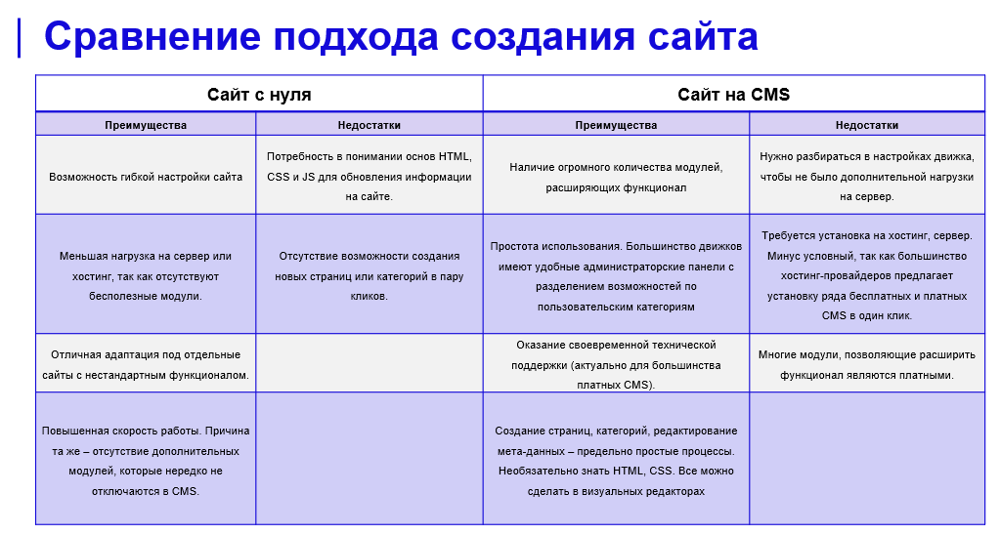 Сравнение подхода создания сайта
Сайт с нуля
Сайт на CMS
Преимущества
Недостатки
Преимущества
Недостатки
Возможность гибкой настройки сайта
Потребность в понимании основ HTML,
CSS и JS для обновления информации
на сайте.
Наличие огромного количества модулей,
расширяющих функционал
Нужно разбираться в настройках движка,
чтобы не было дополнительной нагрузки
на сервер.
Меньшая нагрузка на сервер или
хостинг, так как отсутствуют
бесполезные модули.
Отсутствие возможности создания
новых страниц или категорий в пару
кликов.
Простота использования. Большинство движков
имеют удобные администраторские панели с
разделением возможностей по
пользовательским категориям
Требуется установка на хостинг, сервер.
Минус условный, так как большинство
хостинг-провайдеров предлагает
установку ряда бесплатных и платных
CMS в один клик.
Отличная адаптация под отдельные
сайты с нестандартным функционалом.
Оказание своевременной технической
поддержки (актуально для большинства
платных CMS).
Многие модули, позволяющие расширить
функционал являются платными.
Повышенная скорость работы. Причина
та же – отсутствие дополнительных
модулей, которые нередко не
отключаются в CMS.
Создание страниц, категорий, редактирование
мета-данных – предельно простые процессы.
Необязательно знать HTML, CSS. Все можно
сделать в визуальных редакторах